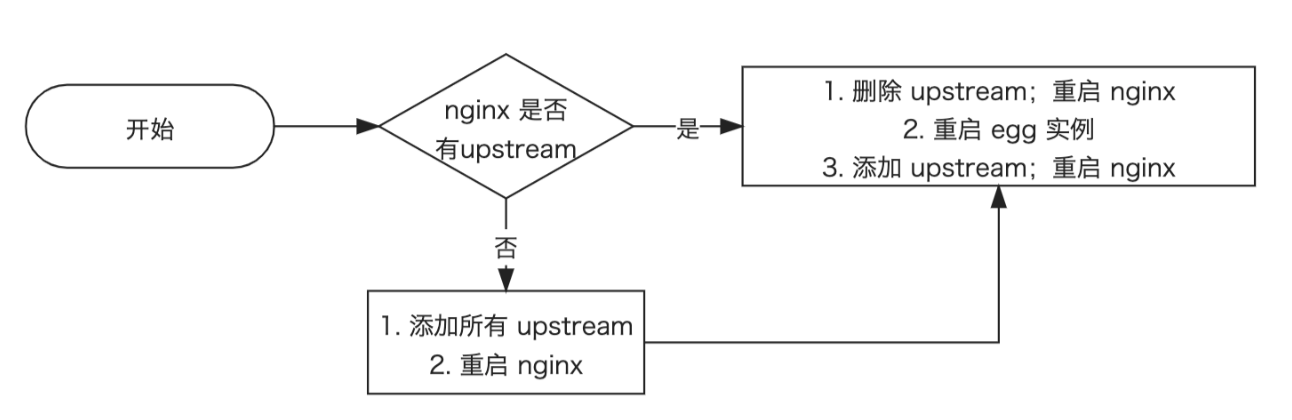 开始
nginx 是否
有upstream
是
1. 删除 upstream；重启 nginx
2. 重启 egg 实例
3. 添加 upstream；重启 nginx
否
1. 添加所有 upstream
2. 重启 nginx